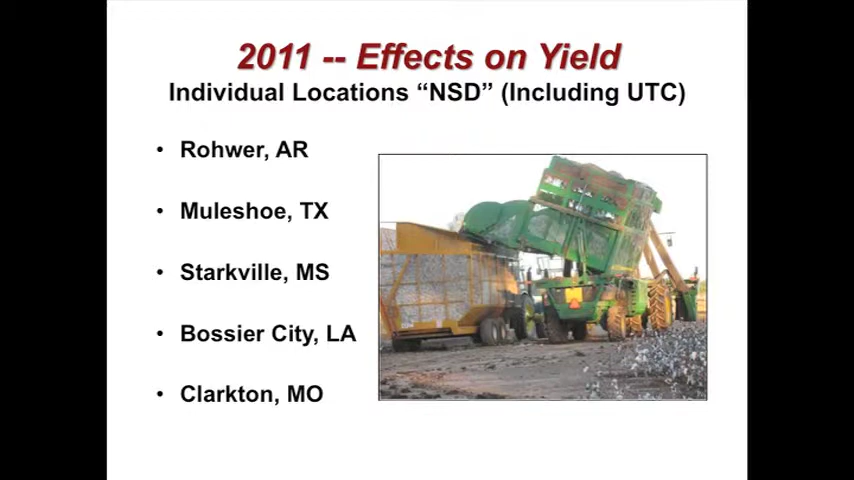 2011 -- Effects on Yield
Individual Locations “NSD” (Including UTC)
• Rohwer, AR
• Muleshoe, TX
• Starkville, MS
• Bossier City, LA
• Clarkton, MO